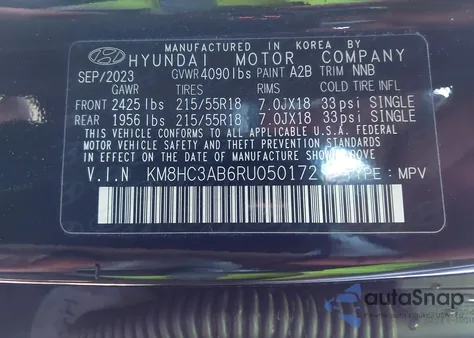 MANUFACTURED IN KOREA BY
HYUNDAI MOTOR COMPANY
SEP/2023 GVWR 4090lbs PAINT A2B TRIM NNB
GAWR TIRES RIMS COLD TIRE INFL
FRONT 2425 lbs 215/55R18 7.0JX18 33psi SINGLE
REAR 1956 lbs 215/55R18 7.0JX18 33psi SINGLE
THIS VEHICLE CONFORMS TO ALL APPLICABLE U.S.A. FEDERAL
MOTOR VEHICLE SAFETY, BUMPER, AND THEFT PREVENTION
STANDARDS IN EFFECT ON THE DATE OF MANUFACTURE SHOWN ABOVE.
V.I.N KM8HC3AB6RU050172 TYPE: MPV
autoSnap